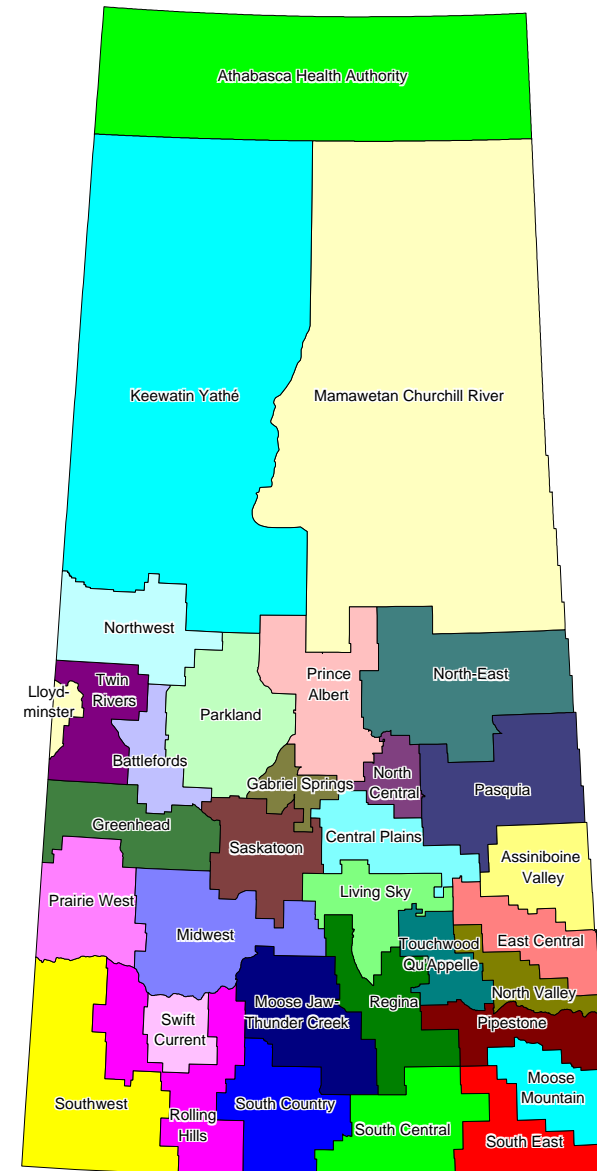 Athabasca Health Authority
Keewatin Yathé
Mamawetan Churchill River
Northwest
Prince
Albert
North-East
Twin
Rivers
Lloyd-
minster
Parkland
Battlefords
Gabriel Springs
North
Central
Pasquia
Greenhead
Central Plains
Saskatoon
Assiniboine
Valley
Living Sky
Prairie West
Midwest
Touchwood
Qu'Appelle
East Central
North Valley
Regina
Moose Jaw-
Thunder Creek
Swift
Current
Pipestone
Moose
Mountain
Southwest
South Country
Rolling
Hills
South Central
South East